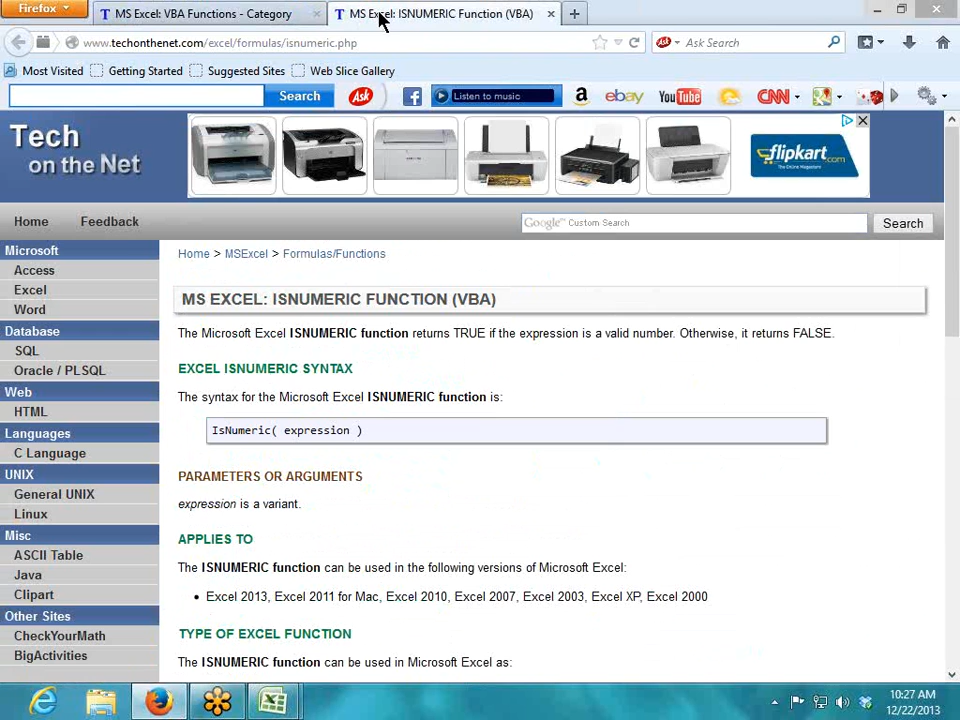 Firefox
MS Excel: VBA Functions - Category
MS Excel: ISNUMERIC Function (VBA)
www.techonthenet.com/excel/formulas/isnumeric.php
Ask Search
Most Visited
Getting Started
Suggested Sites
Web Slice Gallery
Search
Ask
Listen to music
a
ebay
YouTube
CNN
Tech
on the Net
flipkart.com
Home
Feedback
Google™ Custom Search
Search
Microsoft
Access
Excel
Word
Database
SQL
Oracle / PLSQL
Web
HTML
Languages
C Language
UNIX
General UNIX
Linux
Misc
ASCII Table
Java
Clipart
Other Sites
CheckYourMath
BigActivities
Home > MSExcel > Formulas/Functions
MS EXCEL: ISNUMERIC FUNCTION (VBA)
The Microsoft Excel ISNUMERIC function returns TRUE if the expression is a valid number. Otherwise, it returns FALSE.
EXCEL ISNUMERIC SYNTAX
The syntax for the Microsoft Excel ISNUMERIC function is:
IsNumeric( expression )
PARAMETERS OR ARGUMENTS
expression is a variant.
APPLIES TO
The ISNUMERIC function can be used in the following versions of Microsoft Excel:
• Excel 2013, Excel 2011 for Mac, Excel 2010, Excel 2007, Excel 2003, Excel XP, Excel 2000
TYPE OF EXCEL FUNCTION
The ISNUMERIC function can be used in Microsoft Excel as:
10:27 AM
12/22/2013